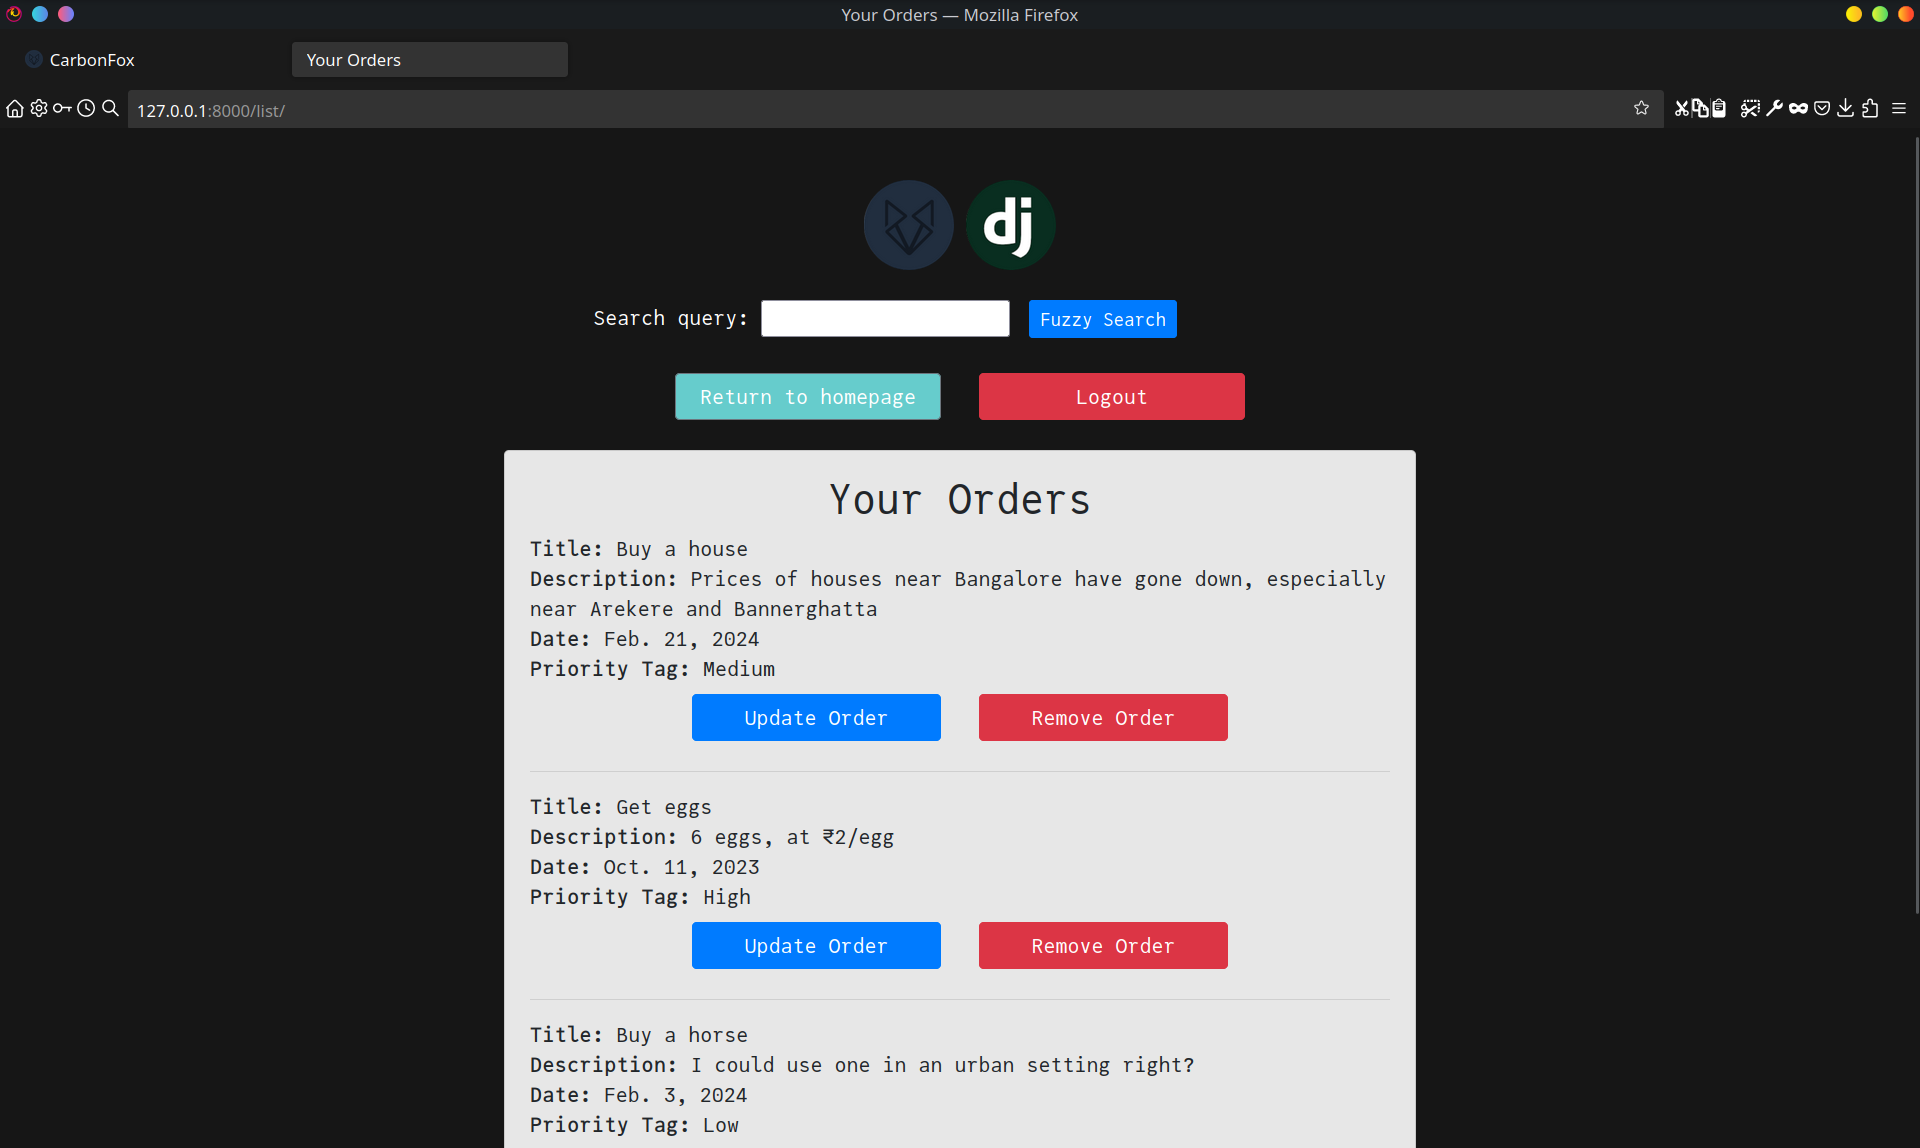 Your Orders — Mozilla Firefox
CarbonFox
Your Orders
127.0.0.1:8000/list/
dj
Search query:
Fuzzy Search
Return to homepage
Logout
Your Orders
Title: Buy a house
Description: Prices of houses near Bangalore have gone down, especially
near Arekere and Bannerghatta
Date: Feb. 21, 2024
Priority Tag: Medium
Update Order
Remove Order
Title: Get eggs
Description: 6 eggs, at ₹2/egg
Date: Oct. 11, 2023
Priority Tag: High
Update Order
Remove Order
Title: Buy a horse
Description: I could use one in an urban setting right?
Date: Feb. 3, 2024
Priority Tag: Low